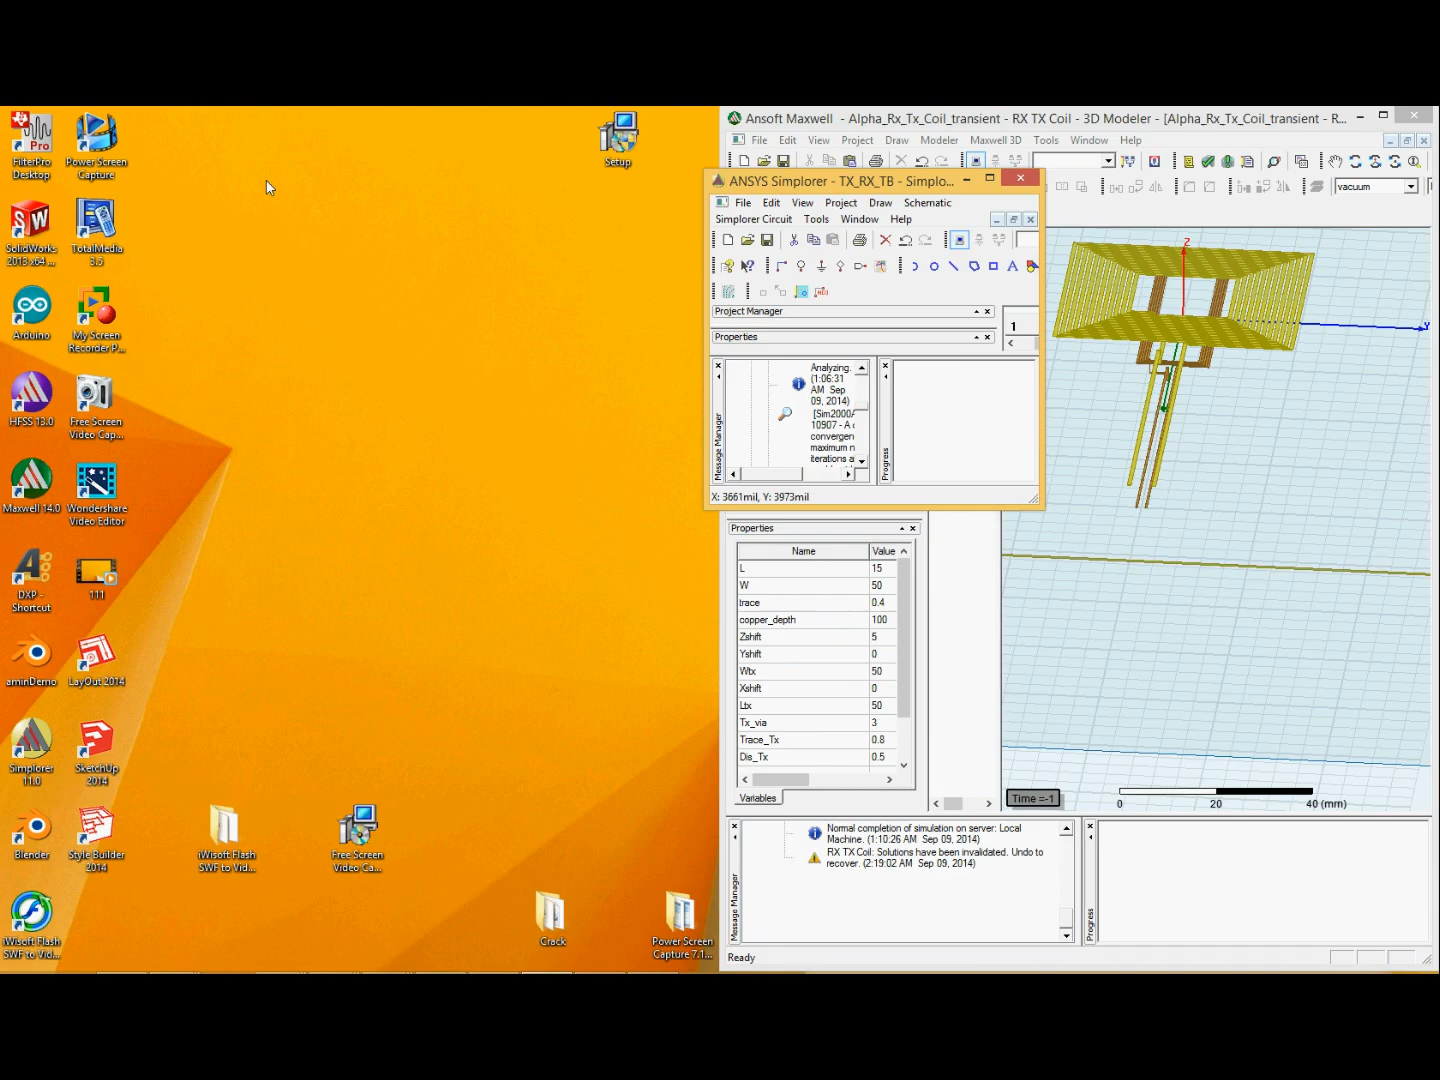 FilterPro
Desktop
Power Screen
Capture
SolidWorks
2013 x64 ...
TotalMedia
3.5
Arduino
My Screen
Recorder P...
HFSS 13.0
Free Screen
Video Cap...
Maxwell 14.0
Wondershare
Video Editor
DXP -
Shortcut
111
aminDemo
LayOut 2014
Simplorer
11.0
SketchUp
2014
Blender
Style Builder
2014
iWisoft Flash
SWF to Vid...
iWisoft Flash
SWF to Vid...
Free Screen
Video Ca...
Crack
Power Screen
Capture 7.1...
Setup
Ansoft Maxwell - Alpha_Rx_Tx_Coil_transient - RX TX Coil - 3D Modeler - [Alpha_Rx_Tx_Coil_transient - R...
File Edit View Project Draw Modeler Maxwell 3D Tools Window Help
vacuum
ANSYS Simplorer - TX_RX_TB - Simplo...
File Edit View Project Draw Schematic
Simplorer Circuit Tools Window Help
Project Manager
Properties
1
Message Manager
Analyzing.
(1:06:31
AM Sep
09, 2014)
[Sim2000/
10907 - A c
convergen
maximum n
iterations a
Progress
X: 3661mil, Y: 3973mil
Properties
Name Value
L 15
W 50
trace 0.4
copper_depth 100
Zshift 5
Yshift 0
Wtx 50
Xshift 0
Ltx 50
Tx_via 3
Trace_Tx 0.8
Dis_Tx 0.5
Variables
Z
Time =-1
0 20 40 (mm)
Message Manager
Normal completion of simulation on server: Local
Machine. (1:10:26 AM Sep 09, 2014)
RX TX Coil: Solutions have been invalidated. Undo to
recover. (2:19:02 AM Sep 09, 2014)
Progress
Ready